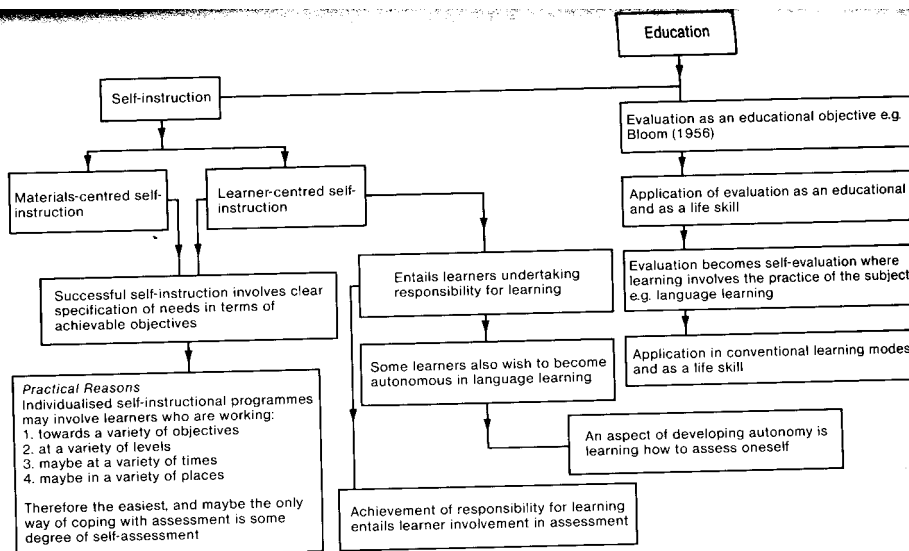 Education
Self-instruction
Evaluation as an educational objective e.g.
Bloom (1956)
Materials-centred self-
instruction
Learner-centred self-
instruction
Application of evaluation as an educational
and as a life skill
Entails learners undertaking
responsibility for learning
Evaluation becomes self-evaluation where
learning involves the practice of the subject
e.g. language learning
Successful self-instruction involves clear
specification of needs in terms of
achievable objectives
Some learners also wish to become
autonomous in language learning
Application in conventional learning modes
and as a life skill
Practical Reasons
Individualised self-instructional programmes
may involve learners who are working:
1. towards a variety of objectives
2. at a variety of levels
3. maybe at a variety of times
4. maybe in a variety of places
Therefore the easiest, and maybe the only
way of coping with assessment is some
degree of self-assessment
An aspect of developing autonomy is
learning how to assess oneself
Achievement of responsibility for learning
entails learner involvement in assessment